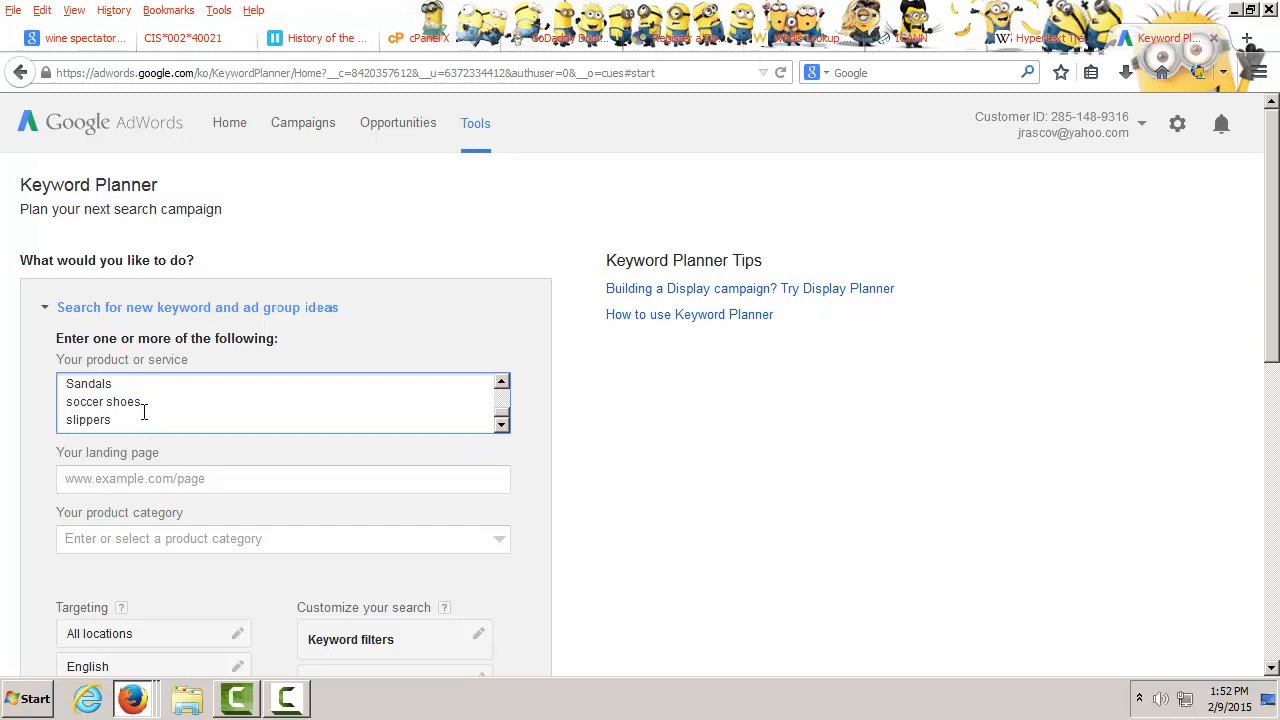 File Edit View History Bookmarks Tools Help
wine spectator... CIS*002*40021 History of the ... cPanel X GoDaddy Dom... Register a Do... Whois Lookup ICANN Hypertext Tra... Keyword Pl...
https://adwords.google.com/ko/KeywordPlanner/Home?__c=8426357612&__u=6372334412&authuser=0&__o=cues#start
Google
Google AdWords Home Campaigns Opportunities Tools
Customer ID: 285-148-9316
jrascov@yahoo.com
Keyword Planner
Plan your next search campaign
What would you like to do?
Search for new keyword and ad group ideas
Enter one or more of the following:
Your product or service
Sandals
soccer shoes
slippers
Your landing page
www.example.com/page
Your product category
Enter or select a product category
Targeting ?
All locations
English
Customize your search ?
Keyword filters
Keyword Planner Tips
Building a Display campaign? Try Display Planner
How to use Keyword Planner
Start
1:52 PM
2/9/2015